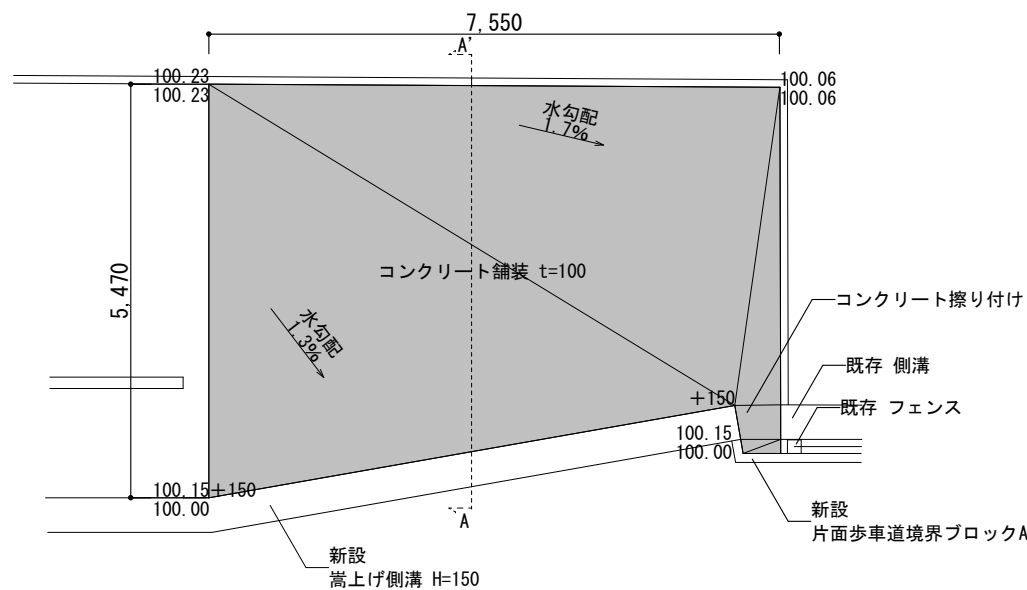 7,550
A'
100.23
100.23
100.06
100.06
水勾配
1.7%
5,470
コンクリート舗装 t=100
コンクリート擦り付け
水勾配
1.3%
既存 側溝
+150
既存 フェンス
100.15
100.00
100.15+150
100.00
A
新設
片面歩車道境界ブロックA
新設
嵩上げ側溝 H=150